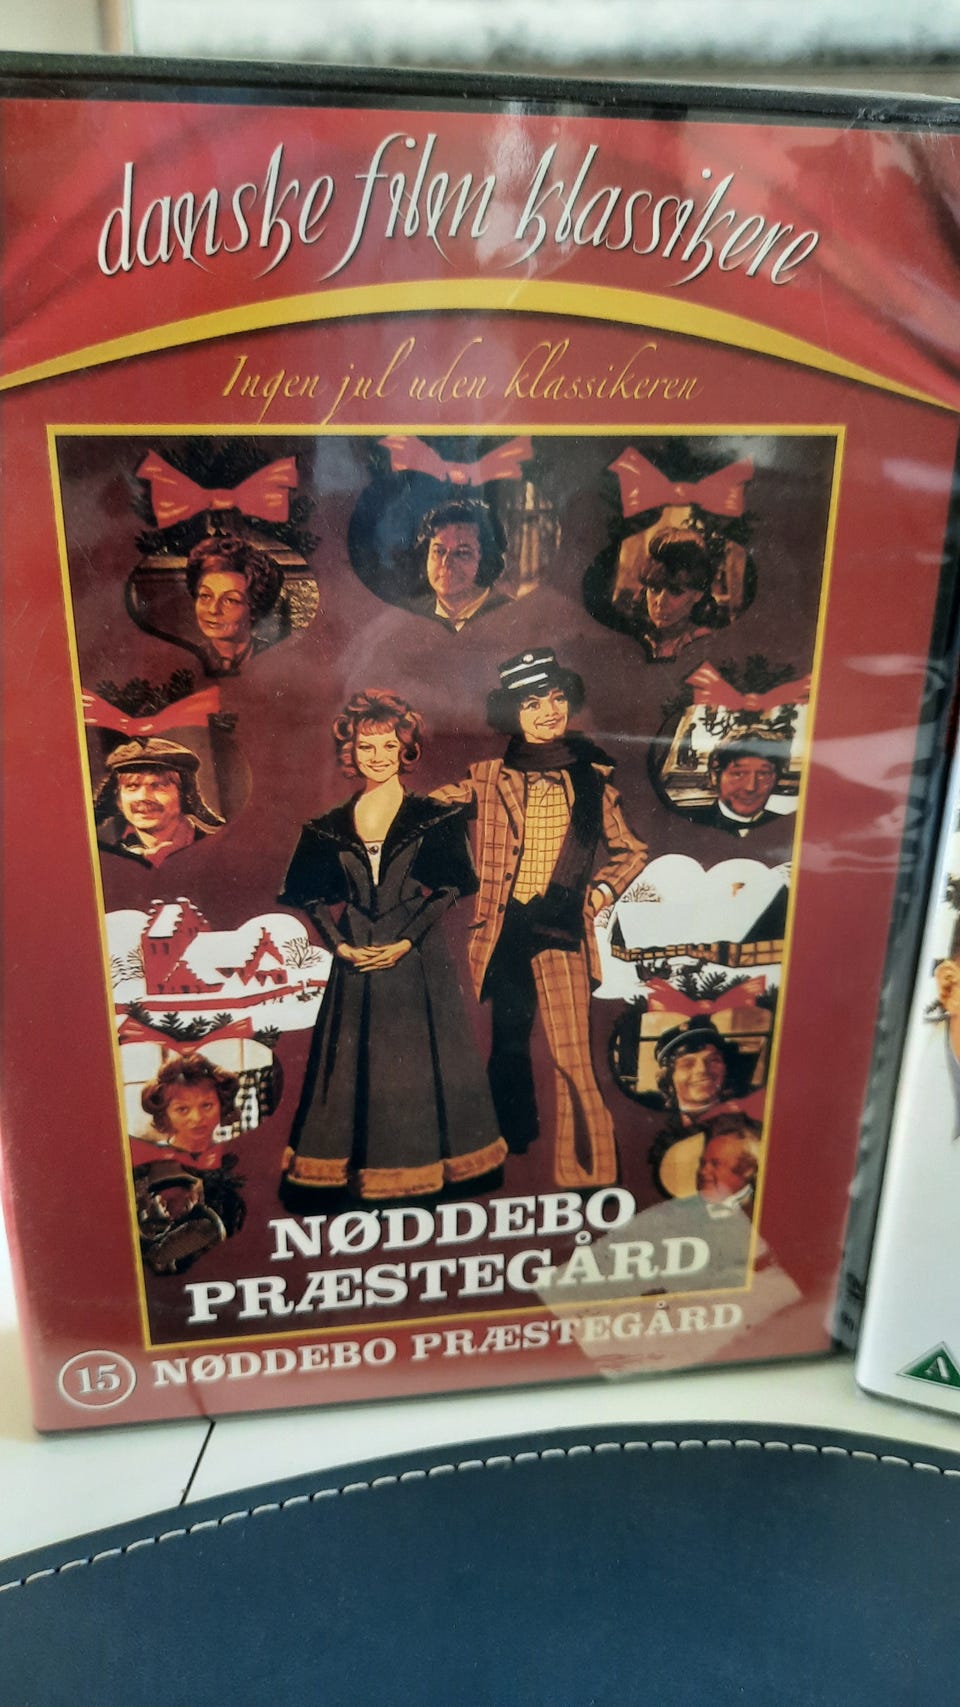 danske film klassikere
Ingen jul uden klassikeren
NØDDEBO
PRÆSTEGÅRD
15 NØDDEBO PRÆSTEGÅRD
A